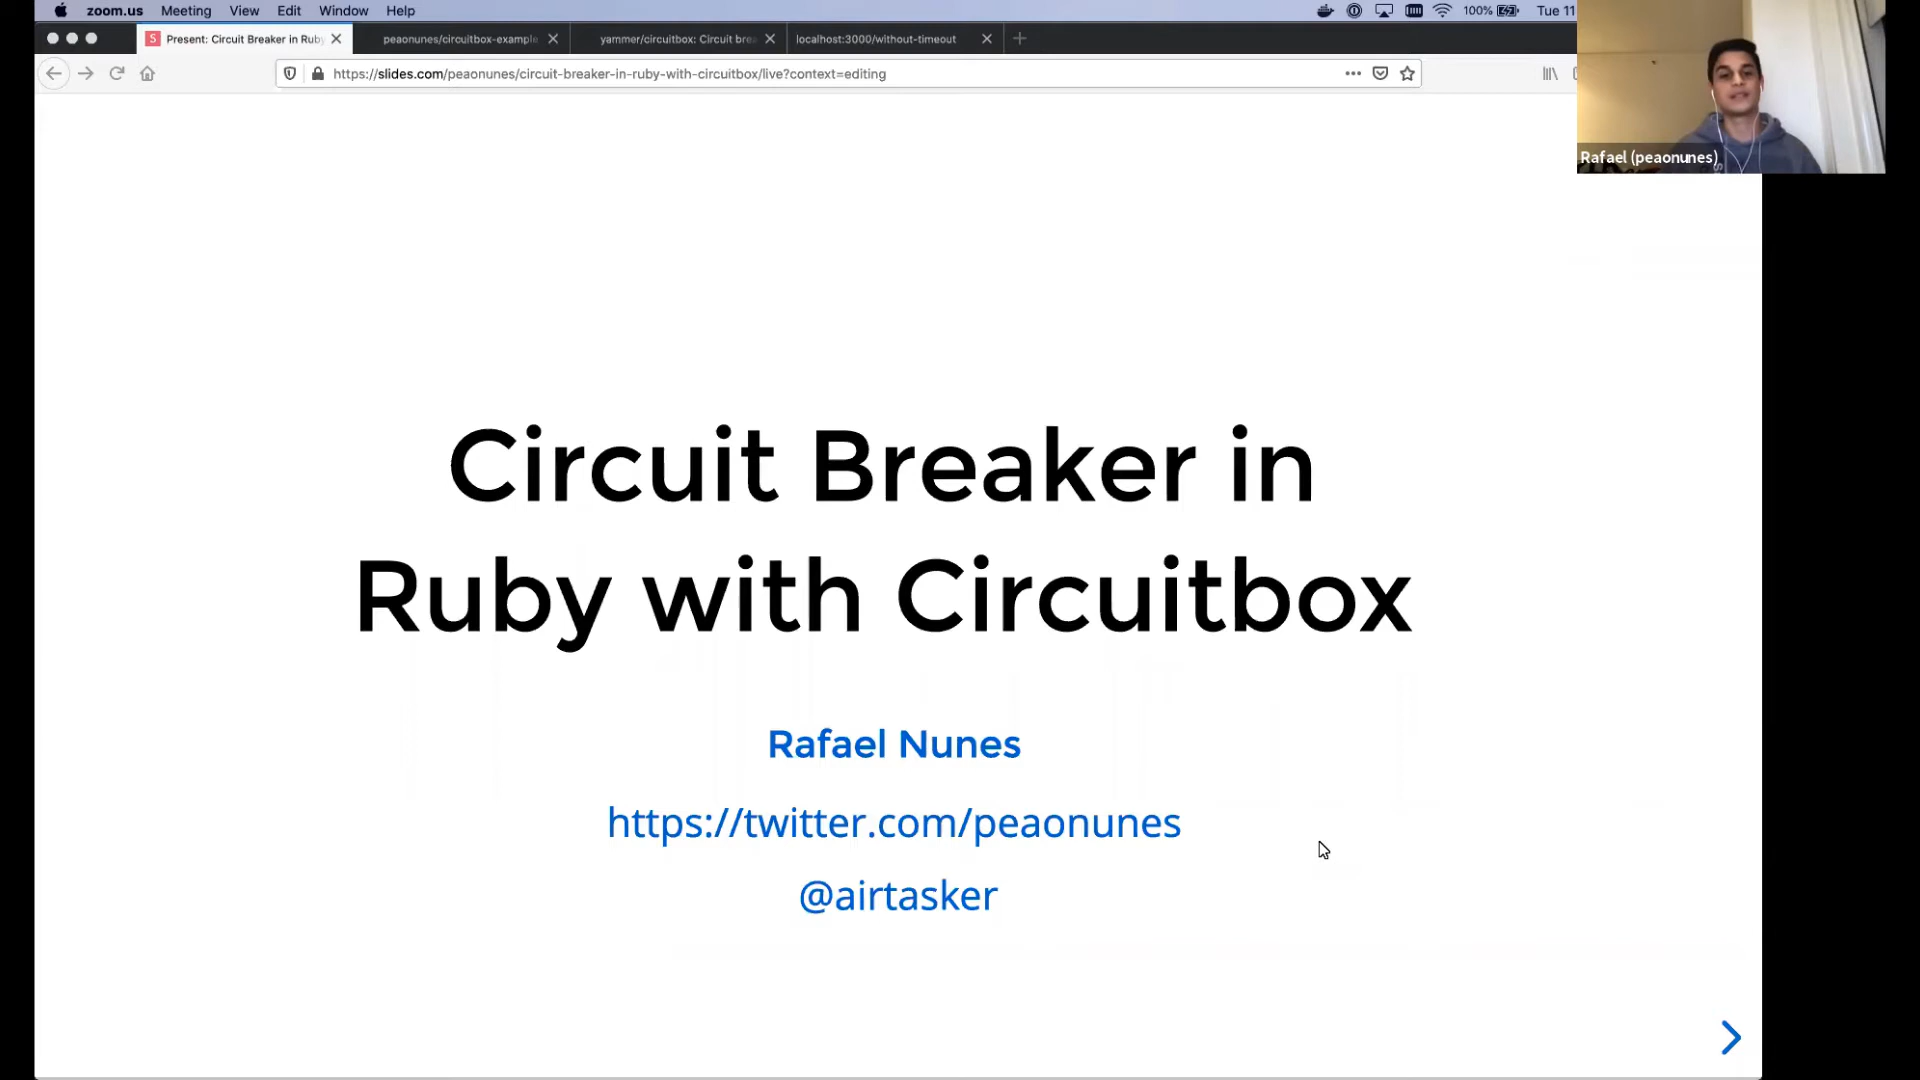 zoom.us Meeting View Edit Window Help 100% Tue 11
Present: Circuit Breaker in Ruby peaonunes/circuitbox-example yammer/circuitbox: Circuit brea localhost:3000/without-timeout
https://slides.com/peaonunes/circuit-breaker-in-ruby-with-circuitbox/live?context=editing
Rafael (peaonunes)
Circuit Breaker in
Ruby with Circuitbox
Rafael Nunes
https://twitter.com/peaonunes
@airtasker